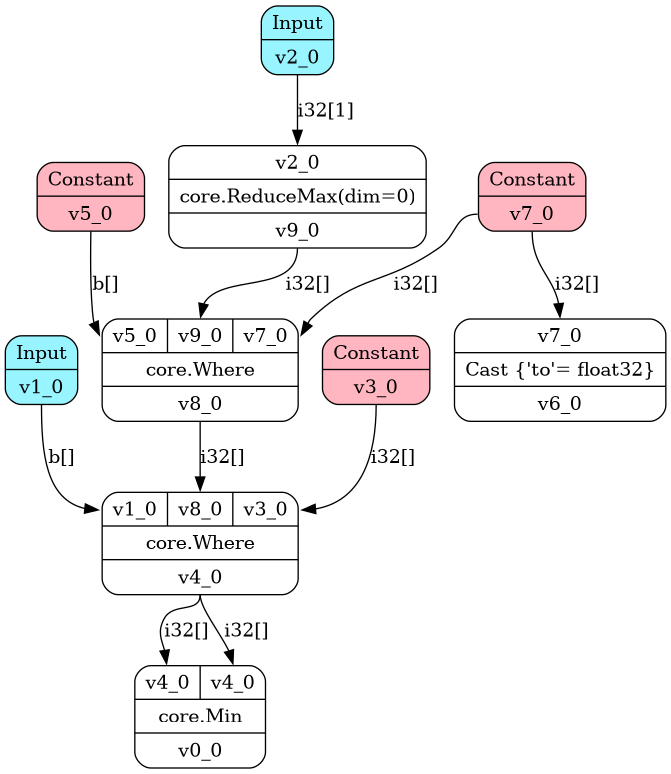 Input
v2_0
i32[1]
v2_0
core.ReduceMax(dim=0)
v9_0
Constant
v5_0
Constant
v7_0
b[]
i32[]
i32[]
i32[]
Input
v1_0
v5_0 v9_0 v7_0
core.Where
v8_0
Constant
v3_0
v7_0
Cast {'to'= float32}
v6_0
b[]
i32[]
i32[]
v1_0 v8_0 v3_0
core.Where
v4_0
i32[]
i32[]
v4_0 v4_0
core.Min
v0_0